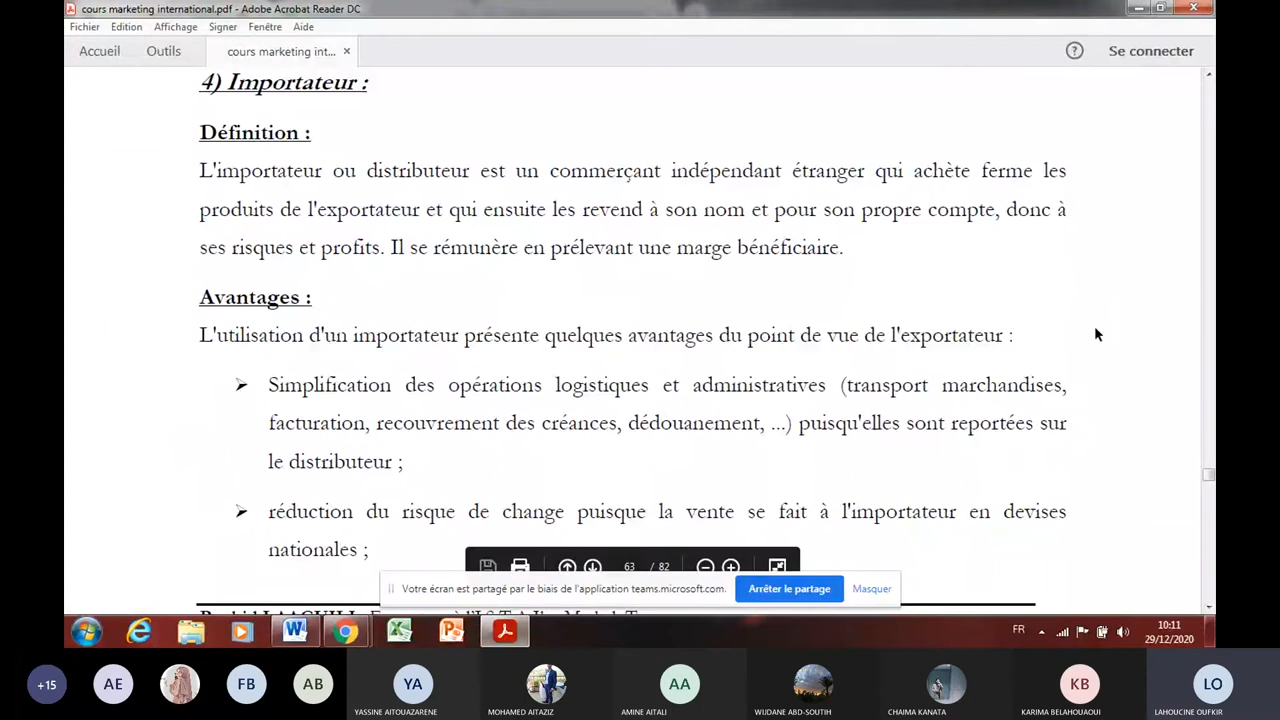 cours marketing international.pdf - Adobe Acrobat Reader DC
Fichier Edition Affichage Signer Fenêtre Aide
Accueil Outils cours marketing int... × ? Se connecter
4) Importateur :
Définition :
L'importateur ou distributeur est un commerçant indépendant étranger qui achète ferme les
produits de l'exportateur et qui ensuite les revend à son nom et pour son propre compte, donc à
ses risques et profits. Il se rémunère en prélevant une marge bénéficiaire.
Avantages :
L'utilisation d'un importateur présente quelques avantages du point de vue de l'exportateur :
Simplification des opérations logistiques et administratives (transport marchandises,
facturation, recouvrement des créances, dédouanement, ...) puisqu'elles sont reportées sur
le distributeur ;
réduction du risque de change puisque la vente se fait à l'importateur en devises
nationales ;
63 / 82
Votre écran est partagé par le biais de l'application teams.microsoft.com. Arrêter le partage Masquer
FR 10:11
29/12/2020
+15 AE FB AB YA AA KB LO
YASSINE AITOUAZARENE MOHAMED AITAZIZ AMINE AITALI WIJDANE ABD-SOUTIH CHAIMA KANATA KARIMA BELAHOUAOUI LAHOUCINE OUFKIR